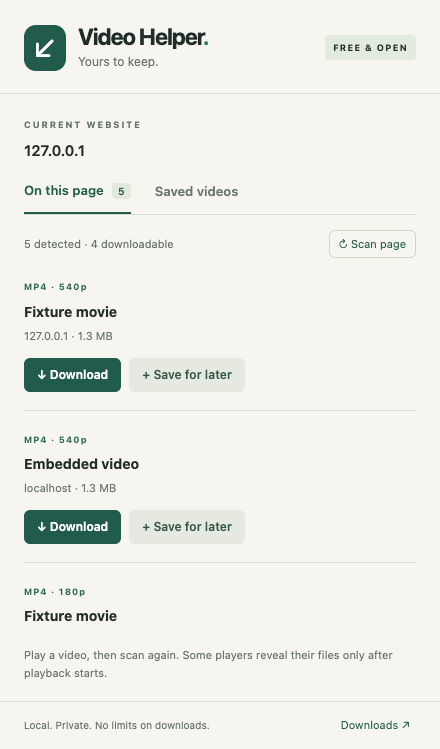 Video Helper.
Yours to keep.
FREE & OPEN
CURRENT WEBSITE
127.0.0.1
On this page 5 Saved videos
5 detected · 4 downloadable
↻ Scan page
MP4 · 540p
Fixture movie
127.0.0.1 · 1.3 MB
↓ Download + Save for later
MP4 · 540p
Embedded video
localhost · 1.3 MB
↓ Download + Save for later
MP4 · 180p
Fixture movie
Play a video, then scan again. Some players reveal their files only after
playback starts.
Local. Private. No limits on downloads. Downloads ↗